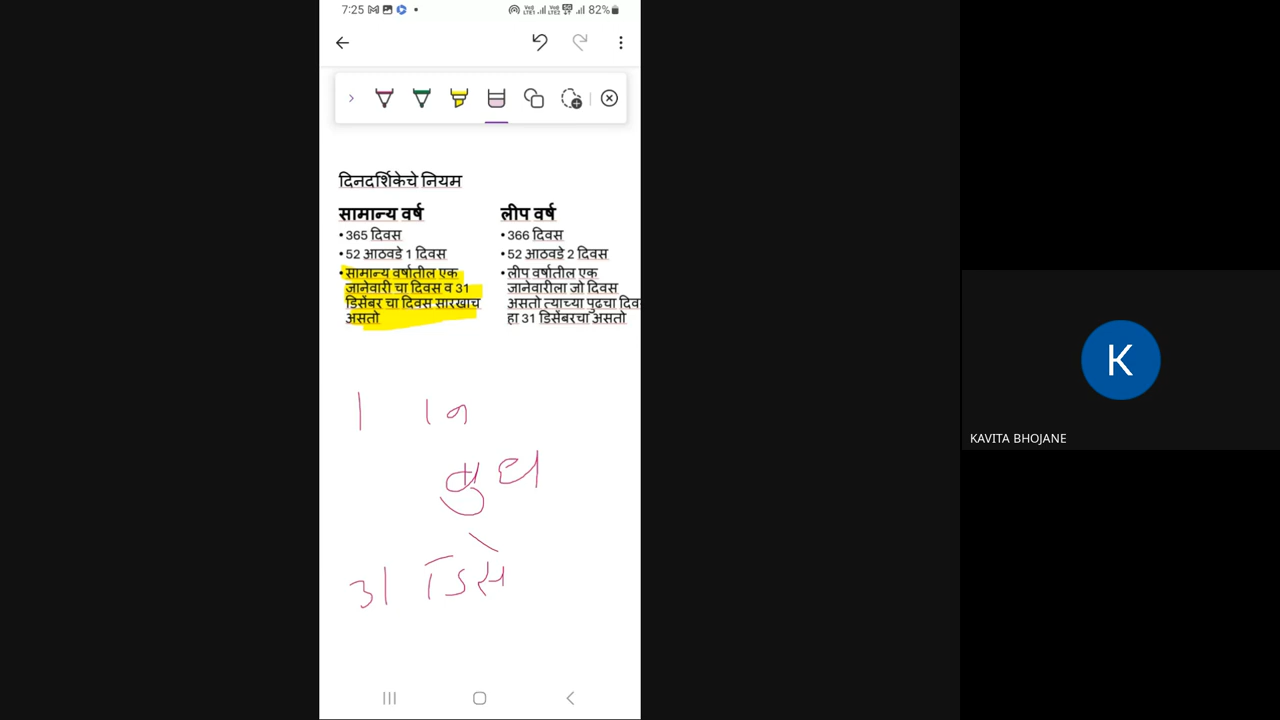 7:25 82%
दिनदर्शिकेचे नियम
सामान्य वर्ष
• 365 दिवस
• 52 आठवडे 1 दिवस
• सामान्य वर्षातील एक
जानेवारी चा दिवस व 31
डिसेंबर चा दिवस सारखाच
असतो
लीप वर्ष
• 366 दिवस
• 52 आठवडे 2 दिवस
• लीप वर्षातील एक
जानेवारीला जो दिवस
असतो त्याच्या पुढचा दिव
हा 31 डिसेंबरचा असतो
1
बुध
31 डिसे
K
KAVITA BHOJANE